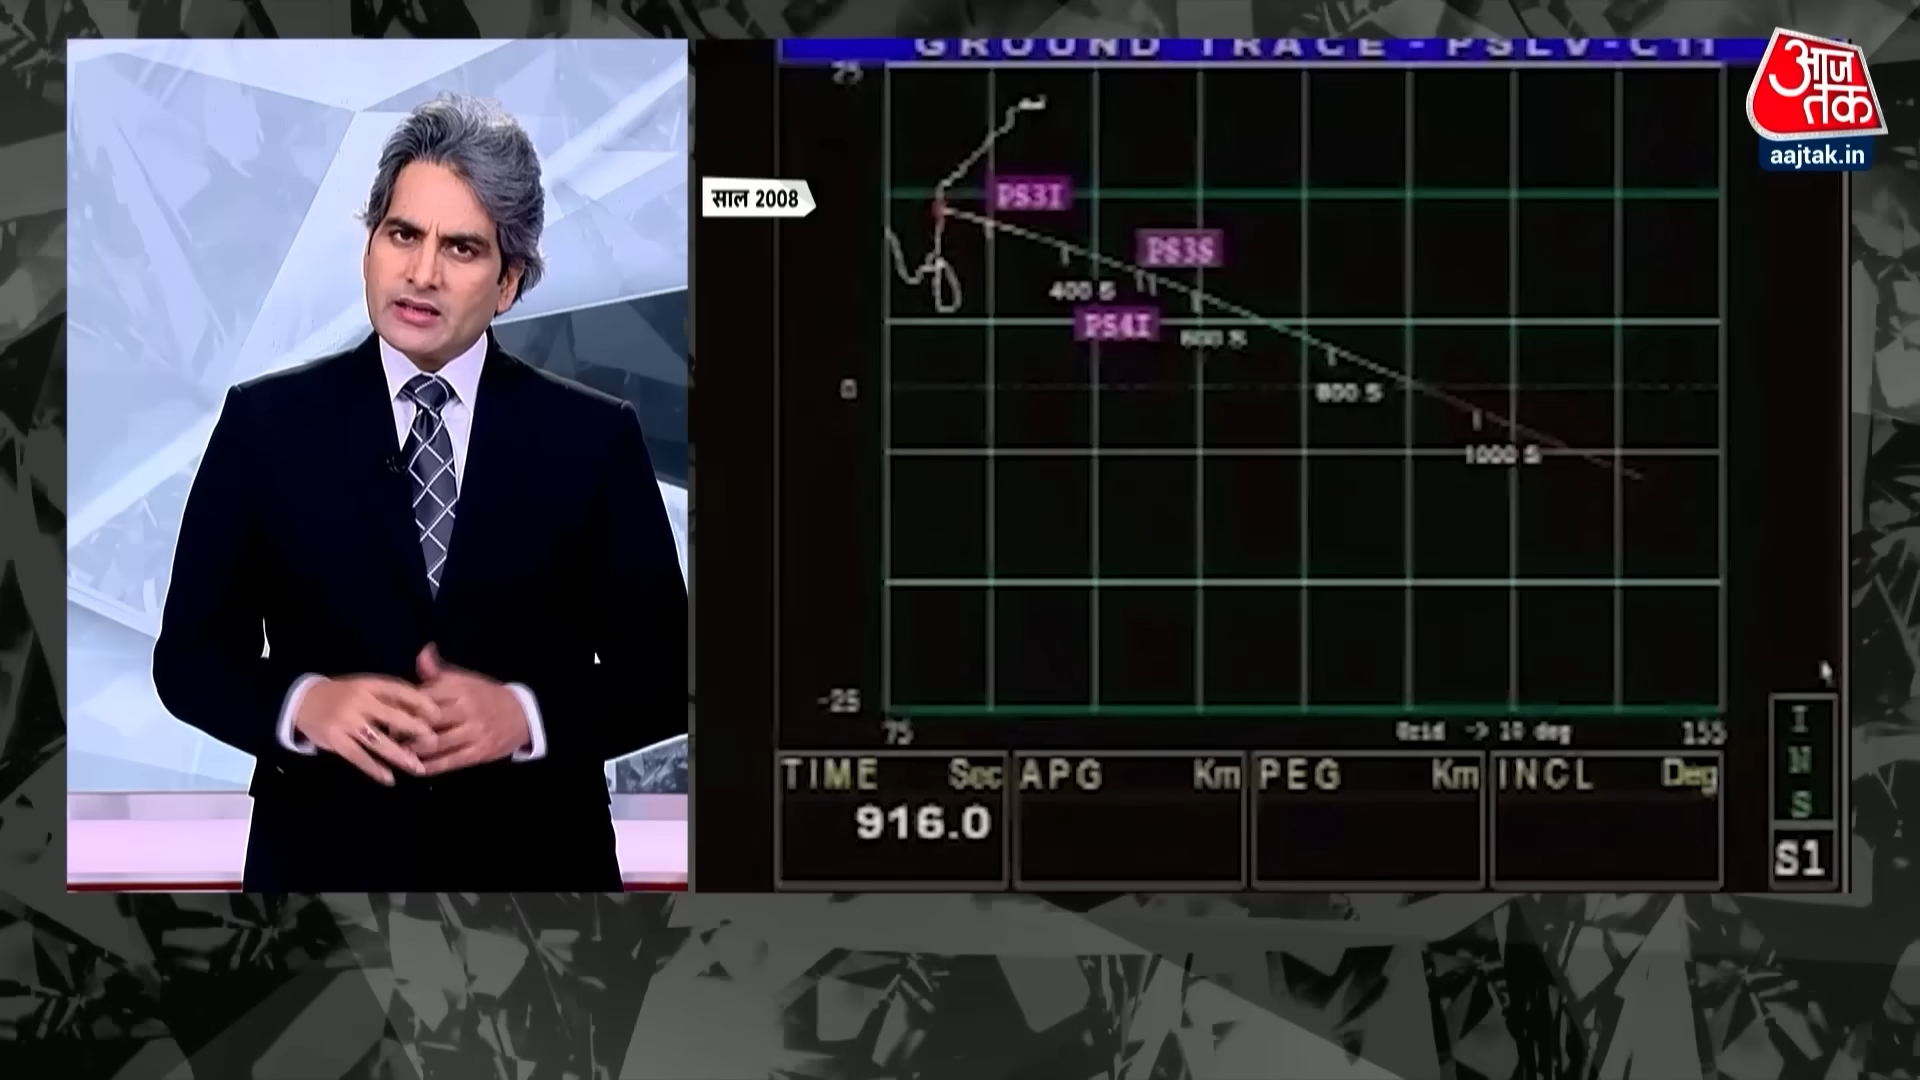 GROUND TRACE - PSLV-C11
आज
तक
aajtak.in
साल 2008
25
PS3I
PS3S
400 S
PS4I
600 S
0
800 S
1000 S
-25
75
Grid -> 10 deg
155
TIME Sec
916.0
APG Km
PEG Km
INCL Deg
I
N
S
S1